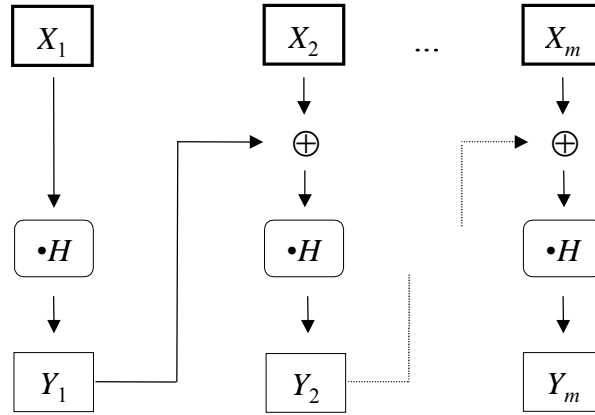 X₁ X₂ ... Xₘ
⊕ ⊕
•H •H •H
Y₁ Y₂ Yₘ